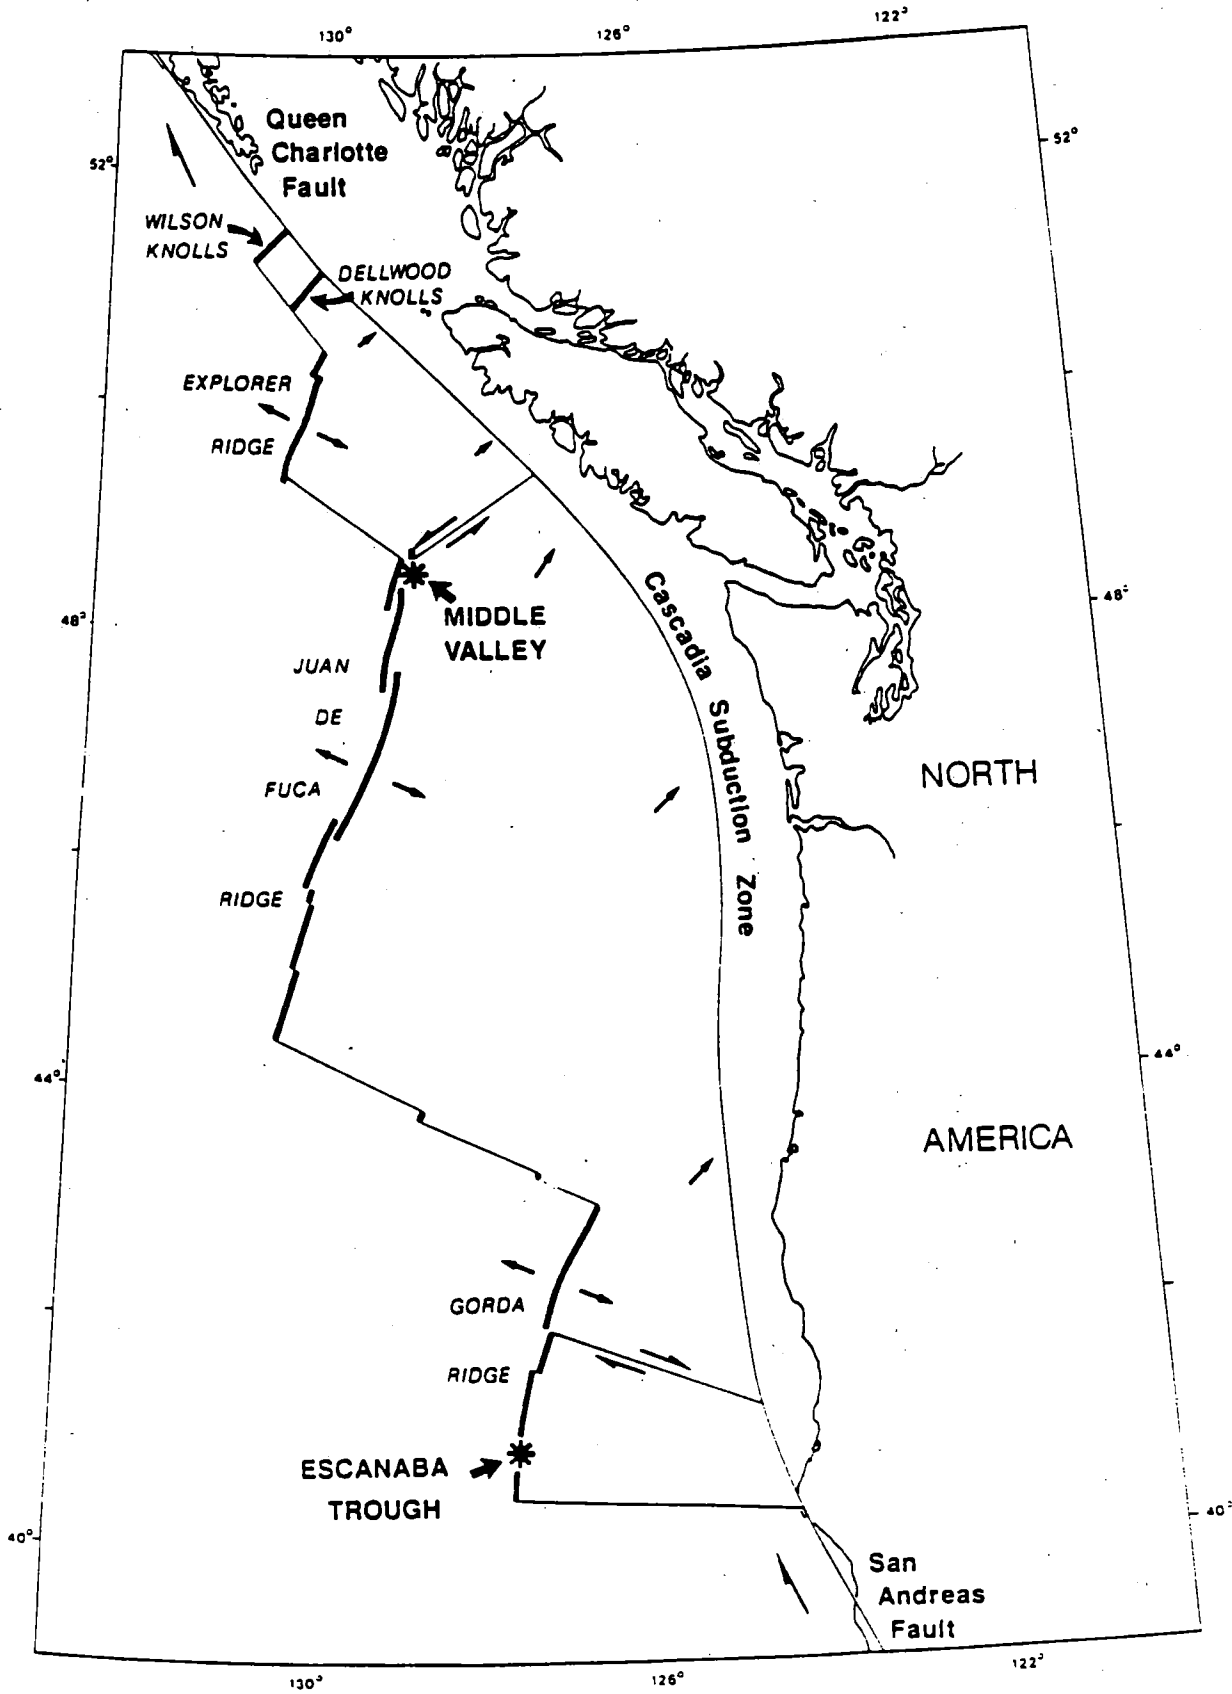 130°
126°
122°
52°
52°
Queen
Charlotte
Fault
WILSON
KNOLLS
DELLWOOD
KNOLLS
EXPLORER
RIDGE
48°
48°
MIDDLE
VALLEY
Cascadia Subduction Zone
JUAN
DE
FUCA
RIDGE
NORTH
44°
44°
AMERICA
GORDA
RIDGE
ESCANABA
TROUGH
40°
40°
San
Andreas
Fault
130°
126°
122°